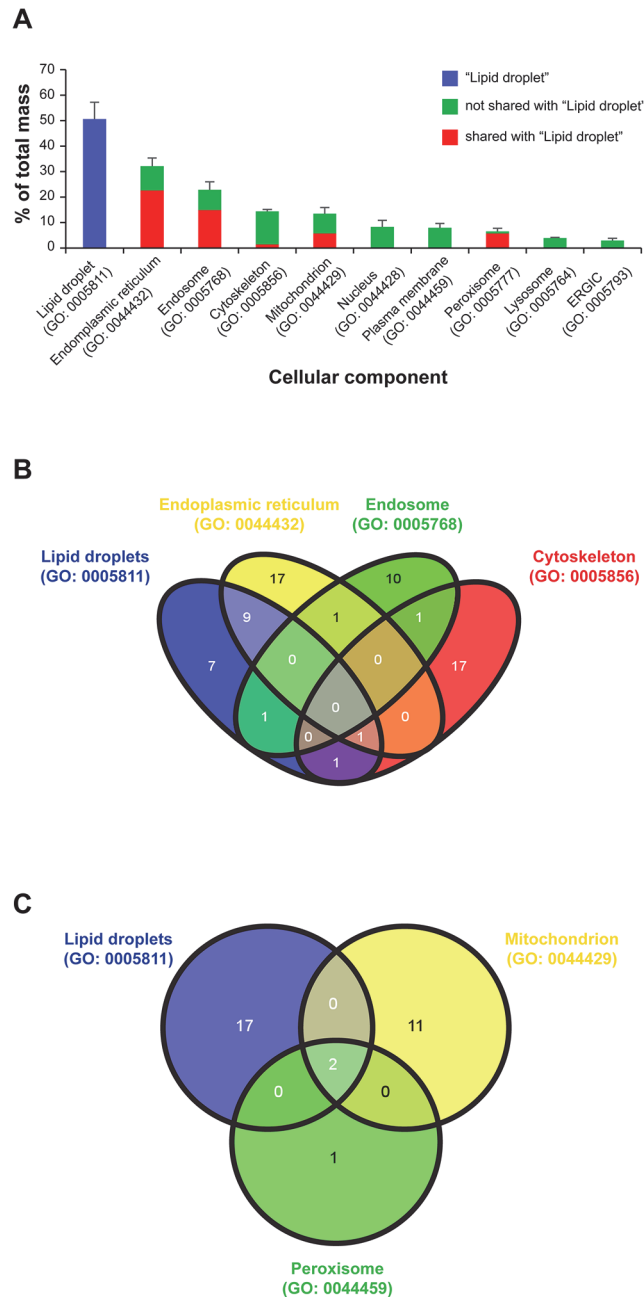 A
% of total mass
70
60
50
40
30
20
10
0
"Lipid droplet"
not shared with "Lipid droplet"
shared with "Lipid droplet"
Lipid droplet
(GO: 0005811)
Endomplasmic reticulum
(GO: 0044432)
Endosome
(GO: 0005768)
Cytoskeleton
(GO: 0005856)
Mitochondrion
(GO: 0044429)
Nucleus
(GO: 0044428)
Plasma membrane
(GO: 0044459)
Peroxisome
(GO: 0005777)
Lysosome
(GO: 0005764)
ERGIC
(GO: 0005793)
Cellular component
B
Endoplasmic reticulum
(GO: 0044432)
Endosome
(GO: 0005768)
Lipid droplets
(GO: 0005811)
Cytoskeleton
(GO: 0005856)
17
10
9
1
1
7
0
0
17
1
0
0
0
1
1
C
Lipid droplets
(GO: 0005811)
Mitochondrion
(GO: 0044429)
0
17
11
2
0
0
1
Peroxisome
(GO: 0044459)